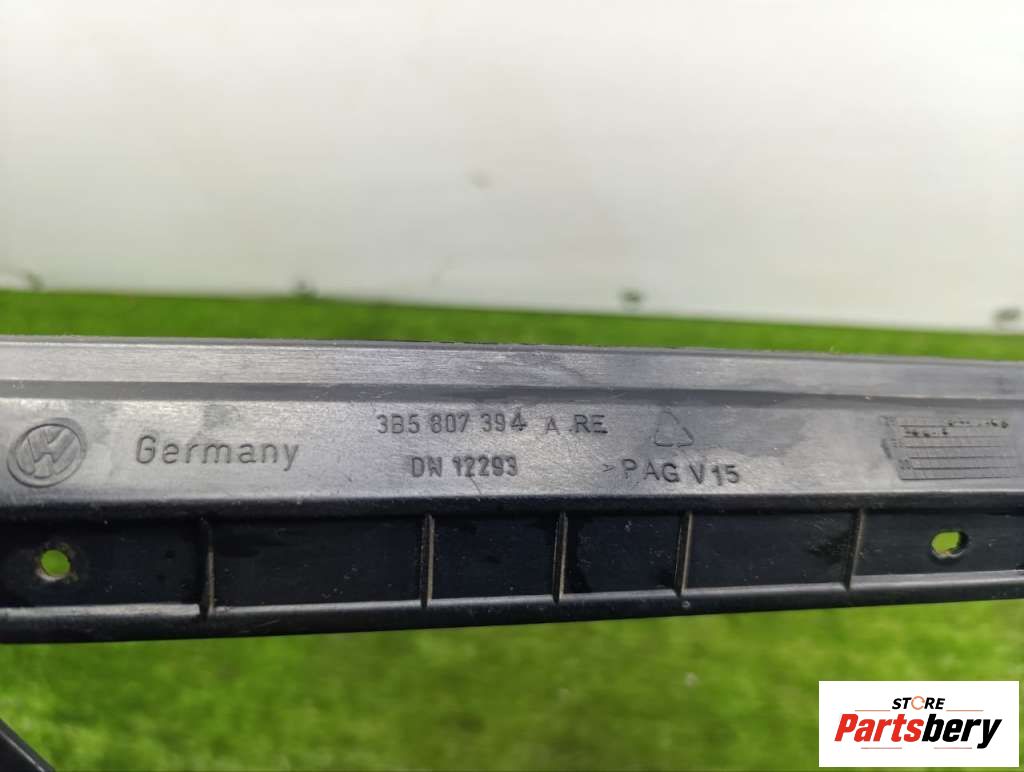 3B5 807 394 A .RE
Germany
DW 12293 >PAG V15
STORE
Partsbery